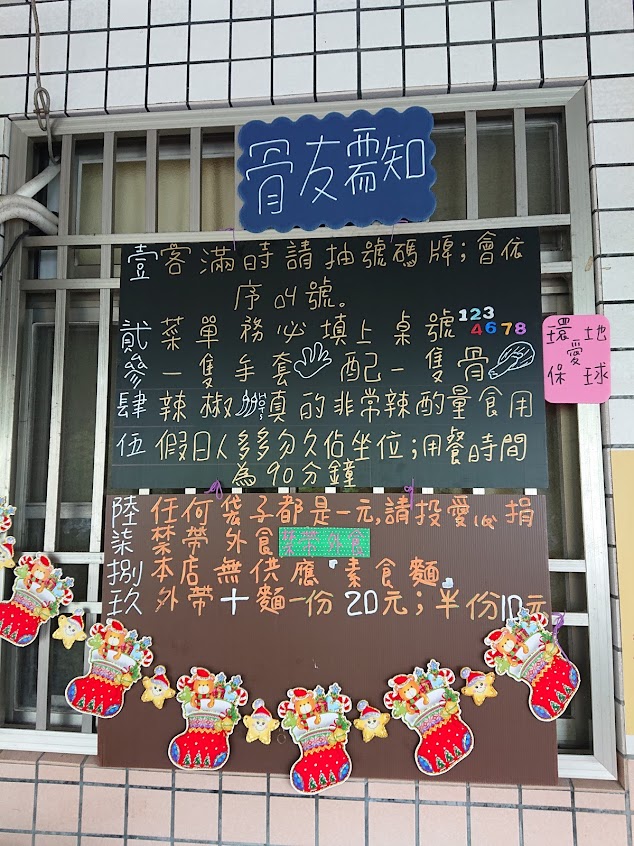 骨友需知
壹 客滿時請抽號碼牌；會依
序叫號。
貳 菜單務必填上桌號 123
4678
參 一隻手套 配一隻骨
肆 辣椒 真的非常辣酌量食用
伍 假日人多勿久佔坐位；用餐時間
為90分鐘
環 地
愛
保 球
陸 任何袋子都是一元，請投愛心捐
柒 禁帶外食 禁帶外食
捌 本店無供應素食麵。
玖 外帶十麵一份20元；半份10元